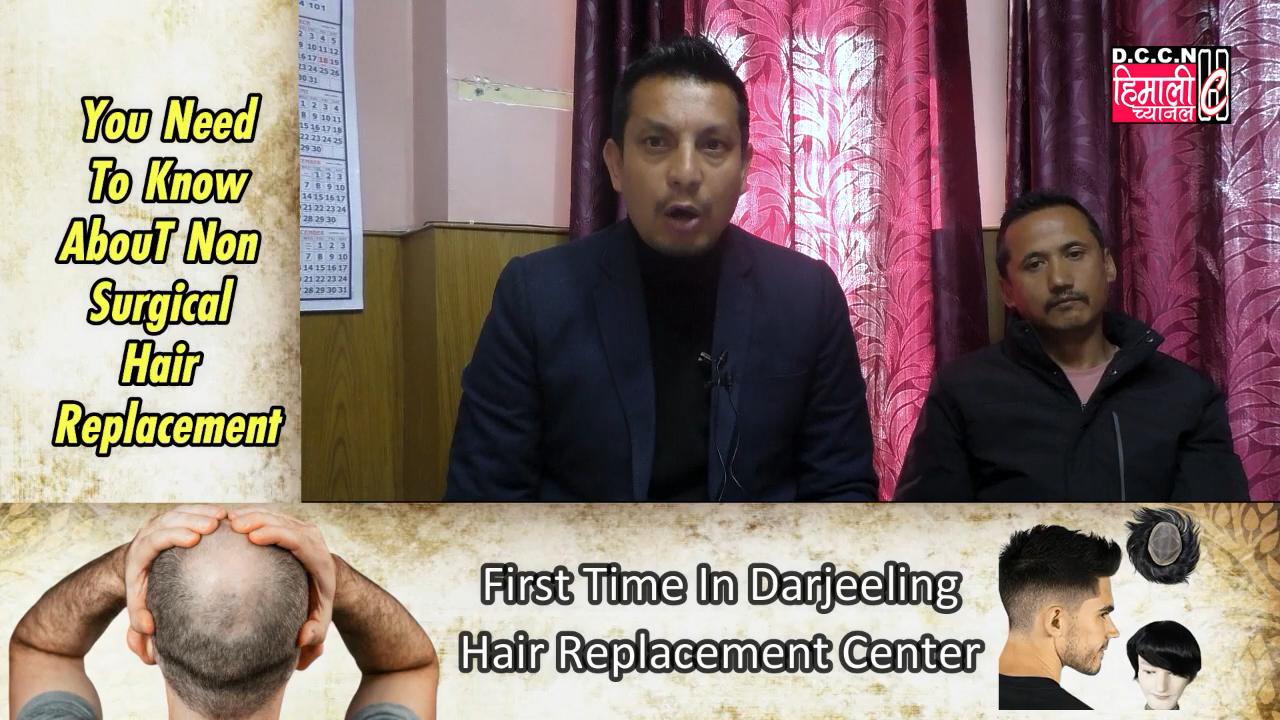 You Need
To Know
AbouT Non
Surgical
Hair
Replacement
D.C.C.N
हिमाली
च्यानल
First Time In Darjeeling
Hair Replacement Center